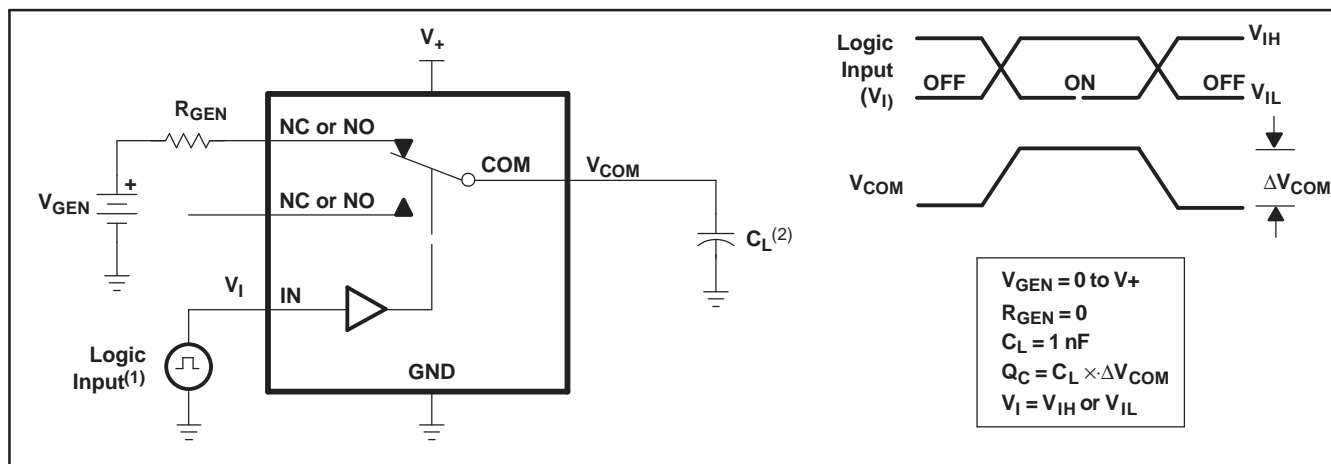 V+
RGEN
NC or NO
COM
VCOM
+
VGEN
NC or NO
CL(2)
VI
IN
Logic
Input(1)
GND
Logic
Input
(VI)
VIH
OFF
ON
OFF
VIL
VCOM
ΔVCOM
VGEN = 0 to V+
RGEN = 0
CL = 1 nF
QC = CL × ΔVCOM
VI = VIH or VIL